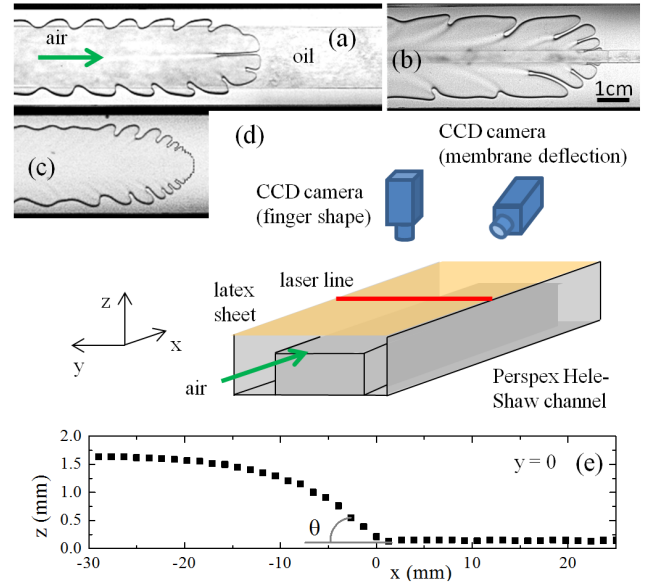 air
oil
(a)
(b)
1cm
(c)
(d)
CCD camera
(membrane deflection)
CCD camera
(finger shape)
laser line
latex
sheet
z
x
y
air
Perspex Hele-
Shaw channel
2.0
1.5
1.0
0.5
0.0
z (mm)
θ
y = 0
(e)
-30
-20
-10
0
10
20
x (mm)